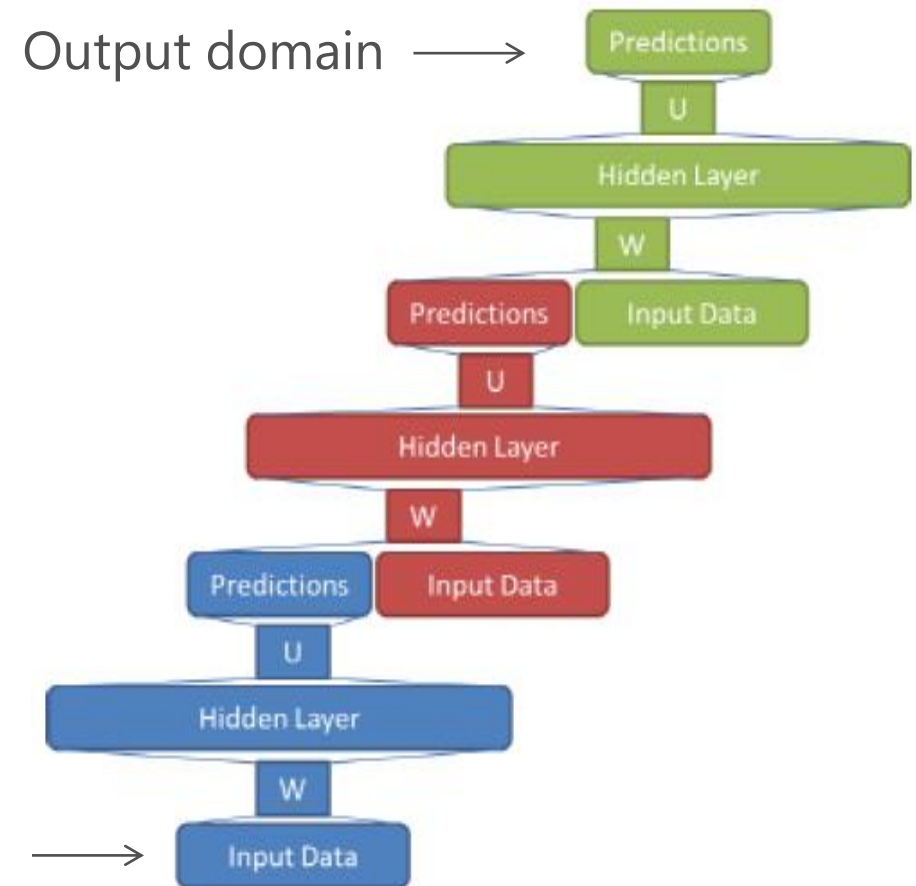 Output domain
Predictions
U
Hidden Layer
W
Predictions
Input Data
U
Hidden Layer
W
Predictions
Input Data
U
Hidden Layer
W
Input Data